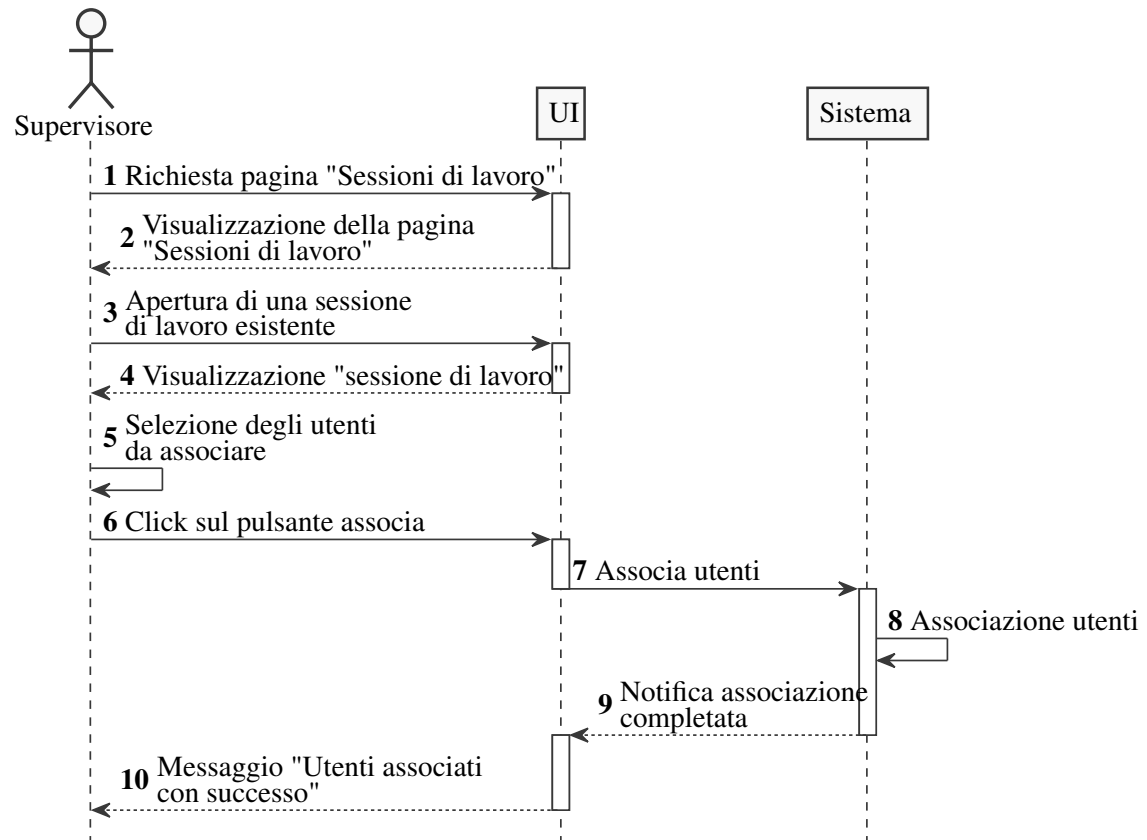 Supervisore
UI
Sistema
1 Richiesta pagina "Sessioni di lavoro"
2 Visualizzazione della pagina
"Sessioni di lavoro"
3 Apertura di una sessione
di lavoro esistente
4 Visualizzazione "sessione di lavoro"
5 Selezione degli utenti
da associare
6 Click sul pulsante associa
7 Associa utenti
8 Associazione utenti
9 Notifica associazione
completata
10 Messaggio "Utenti associati
con successo"